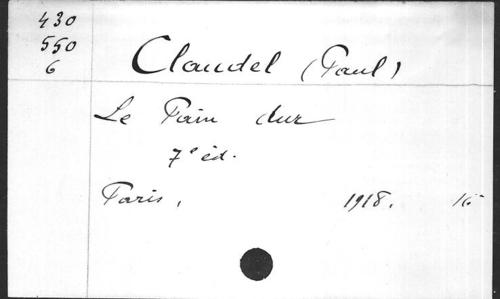 430
550
6
Claudel (Paul)
Le Pain dur
7e éd.
Paris, 1918. 16